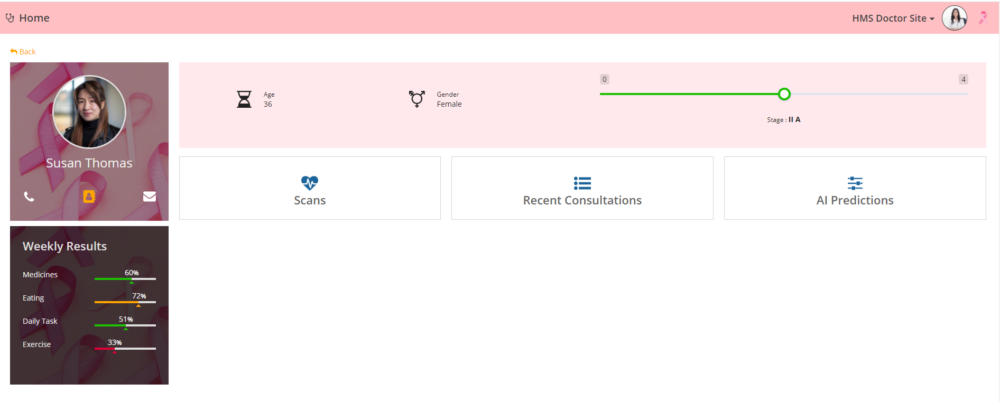 Home
HMS Doctor Site
Back
Susan Thomas
Age
36
Gender
Female
0
4
Stage : II A
Scans
Recent Consultations
AI Predictions
Weekly Results
Medicines
60%
Eating
72%
Daily Task
51%
Exercise
33%